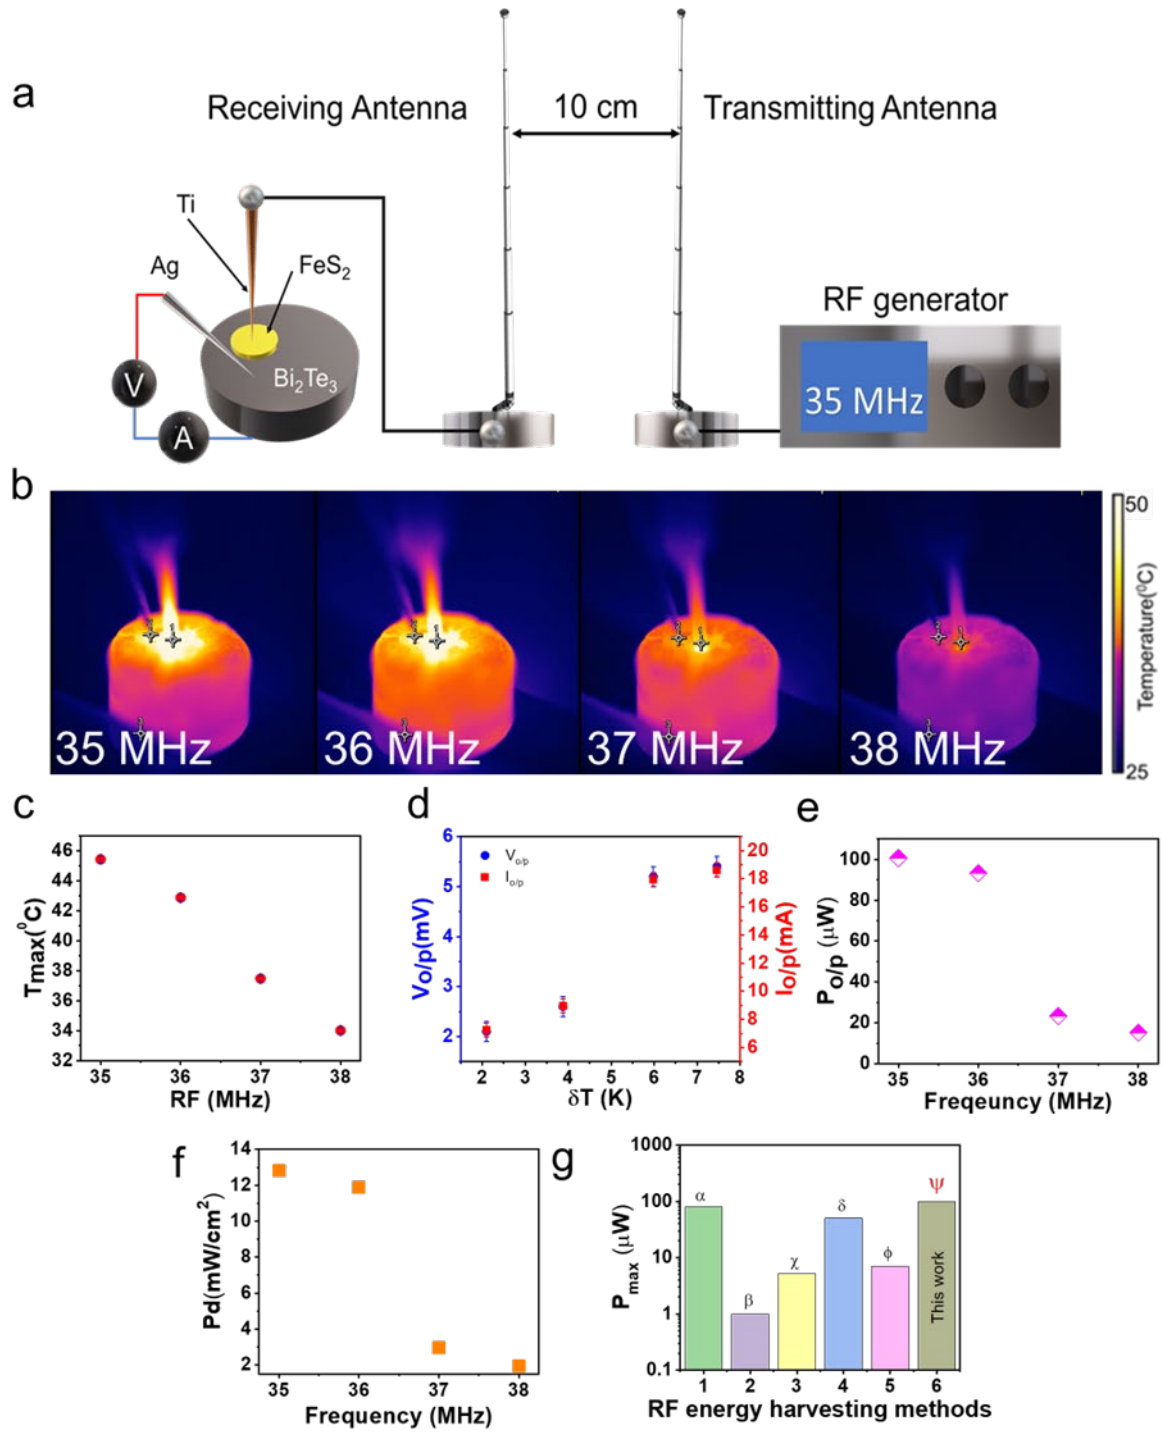 a
Receiving Antenna
10 cm
Transmitting Antenna
Ti
Ag
FeS2
Bi2Te3
V
A
RF generator
35 MHz
b
35 MHz
36 MHz
37 MHz
38 MHz
50
25
Temperature(⁰C)
c
46
44
42
40
38
36
34
32
35 36 37 38
Tmax(⁰C)
RF (MHz)
d
6
5
4
3
2
Vo/p
Io/p
20
18
16
14
12
10
8
6
2 3 4 5 6 7 8
Vo/p(mV)
Io/p(mA)
δT (K)
e
100
80
60
40
20
0
35 36 37 38
Po/p (μW)
Freqeuncy (MHz)
f
14
12
10
8
6
4
2
35 36 37 38
Pd(mW/cm²)
Frequency (MHz)
g
1000
100
10
1
0.1
α
β
χ
δ
ϕ
ψ
This work
1 2 3 4 5 6
Pmax (μW)
RF energy harvesting methods